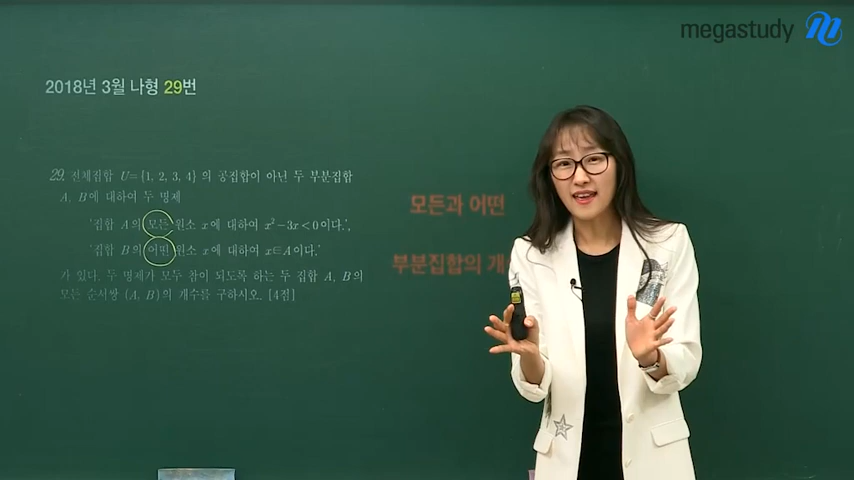 megastudy
2018년 3월 나형 29번
29. 전체집합 U={1, 2, 3, 4} 의 공집합이 아닌 두 부분집합
A, B에 대하여 두 명제
'집합 A의 모든 원소 x에 대하여 x²-3x<0이다.',
'집합 B의 어떤 원소 x에 대하여 x∈A이다.'
가 있다. 두 명제가 모두 참이 되도록 하는 두 집합 A, B의
모든 순서쌍 (A, B)의 개수를 구하시오. [4점]
모든과 어떤
부분집합의 개